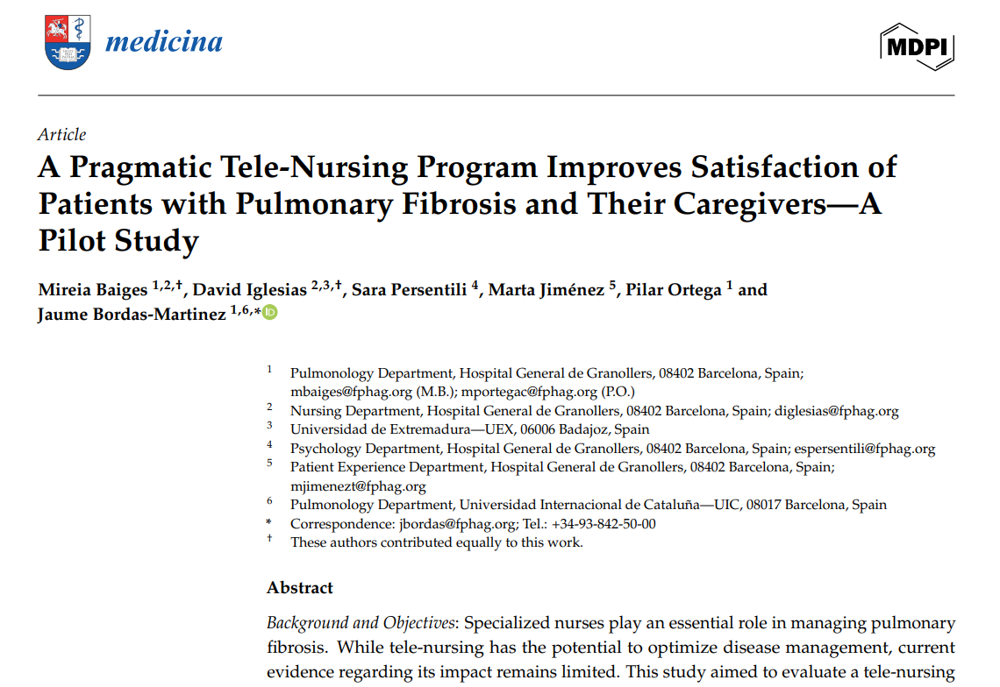 medicina
MDPI
Article
A Pragmatic Tele-Nursing Program Improves Satisfaction of
Patients with Pulmonary Fibrosis and Their Caregivers—A
Pilot Study
Mireia Baiges 1,2,†, David Iglesias 2,3,†, Sara Persentili 4, Marta Jiménez 5, Pilar Ortega 1 and
Jaume Bordas-Martinez 1,6,* iD
1 Pulmonology Department, Hospital General de Granollers, 08402 Barcelona, Spain;
mbaiges@fphag.org (M.B.); mportegac@fphag.org (P.O.)
2 Nursing Department, Hospital General de Granollers, 08402 Barcelona, Spain; diglesias@fphag.org
3 Universidad de Extremadura—UEX, 06006 Badajoz, Spain
4 Psychology Department, Hospital General de Granollers, 08402 Barcelona, Spain; espersentili@fphag.org
5 Patient Experience Department, Hospital General de Granollers, 08402 Barcelona, Spain;
mjimenezt@fphag.org
6 Pulmonology Department, Universidad Internacional de Cataluña—UIC, 08017 Barcelona, Spain
* Correspondence: jbordas@fphag.org; Tel.: +34-93-842-50-00
† These authors contributed equally to this work.
Abstract
Background and Objectives: Specialized nurses play an essential role in managing pulmonary
fibrosis. While tele-nursing has the potential to optimize disease management, current
evidence regarding its impact remains limited. This study aimed to evaluate a tele-nursing